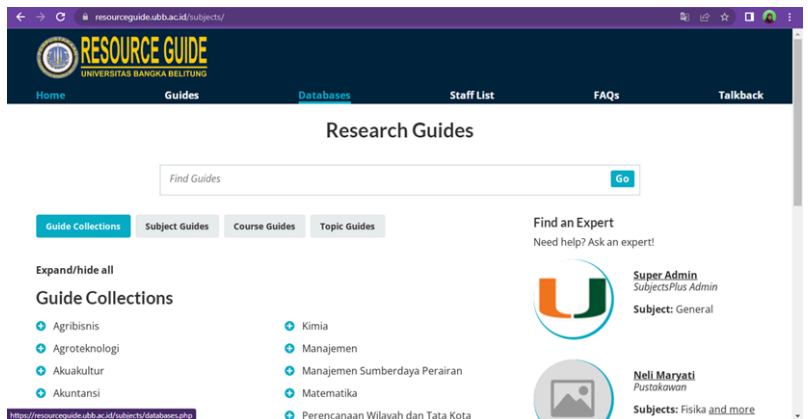 resourceguide.ubb.ac.id/subjects/
RESOURCE GUIDE
UNIVERSITAS BANGKA BELITUNG
Home Guides Databases Staff List FAQs Talkback
Research Guides
Find Guides Go
Guide Collections Subject Guides Course Guides Topic Guides
Expand/hide all
Guide Collections
Agribisnis
Agroteknologi
Akuakultur
Akuntansi
Kimia
Manajemen
Manajemen Sumberdaya Perairan
Matematika
Perencanaan Wilayah dan Tata Kota
Find an Expert
Need help? Ask an expert!
Super Admin
SubjectsPlus Admin
Subject: General
Neli Maryati
Pustakawan
Subjects: Fisika and more
https://resourceguide.ubb.ac.id/subjects/databases.php